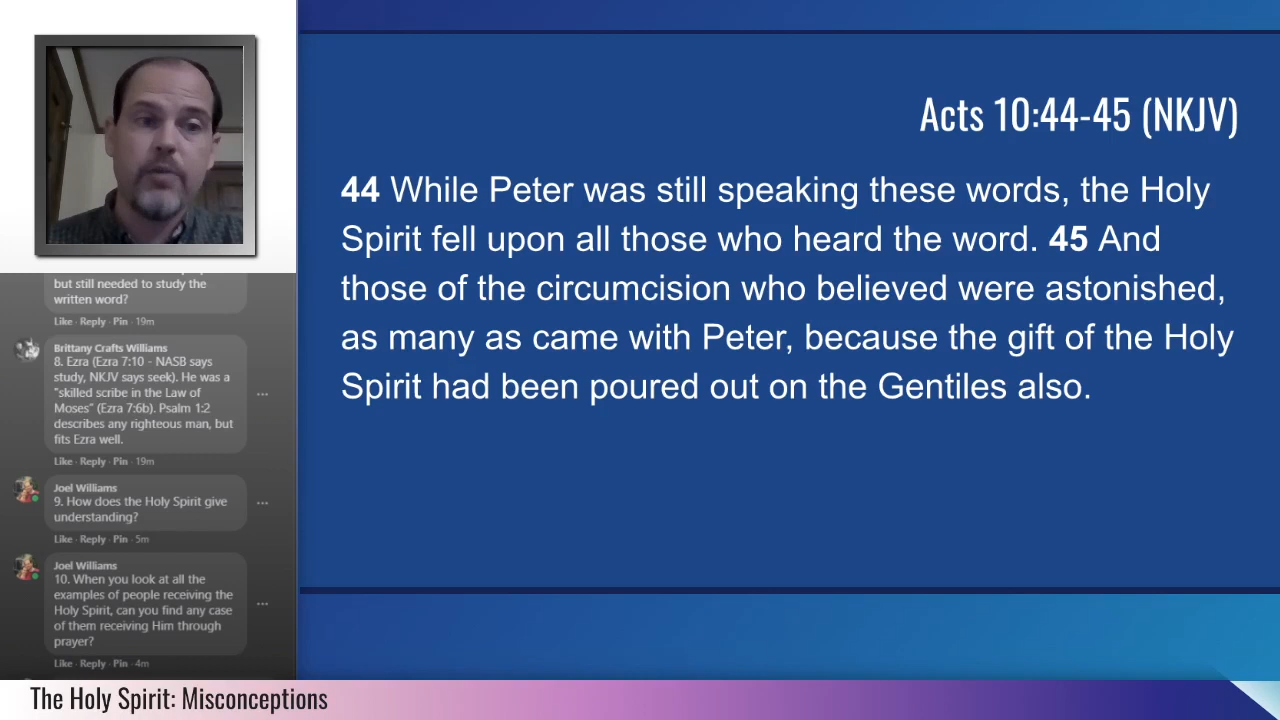 Acts 10:44-45 (NKJV)
44 While Peter was still speaking these words, the Holy
Spirit fell upon all those who heard the word. 45 And
those of the circumcision who believed were astonished,
as many as came with Peter, because the gift of the Holy
Spirit had been poured out on the Gentiles also.
but still needed to study the
written word?
Like · Reply · Pin · 19m
Brittany Crafts Williams
8. Ezra (Ezra 7:10 - NASB says
study, NKJV says seek). He was a
"skilled scribe in the Law of
Moses" (Ezra 7:6b). Psalm 1:2
describes any righteous man, but
fits Ezra well.
Like · Reply · Pin · 19m
Joel Williams
9. How does the Holy Spirit give
understanding?
Like · Reply · Pin · 5m
Joel Williams
10. When you look at all the
examples of people receiving the
Holy Spirit, can you find any case
of them receiving Him through
prayer?
Like · Reply · Pin · 4m
The Holy Spirit: Misconceptions